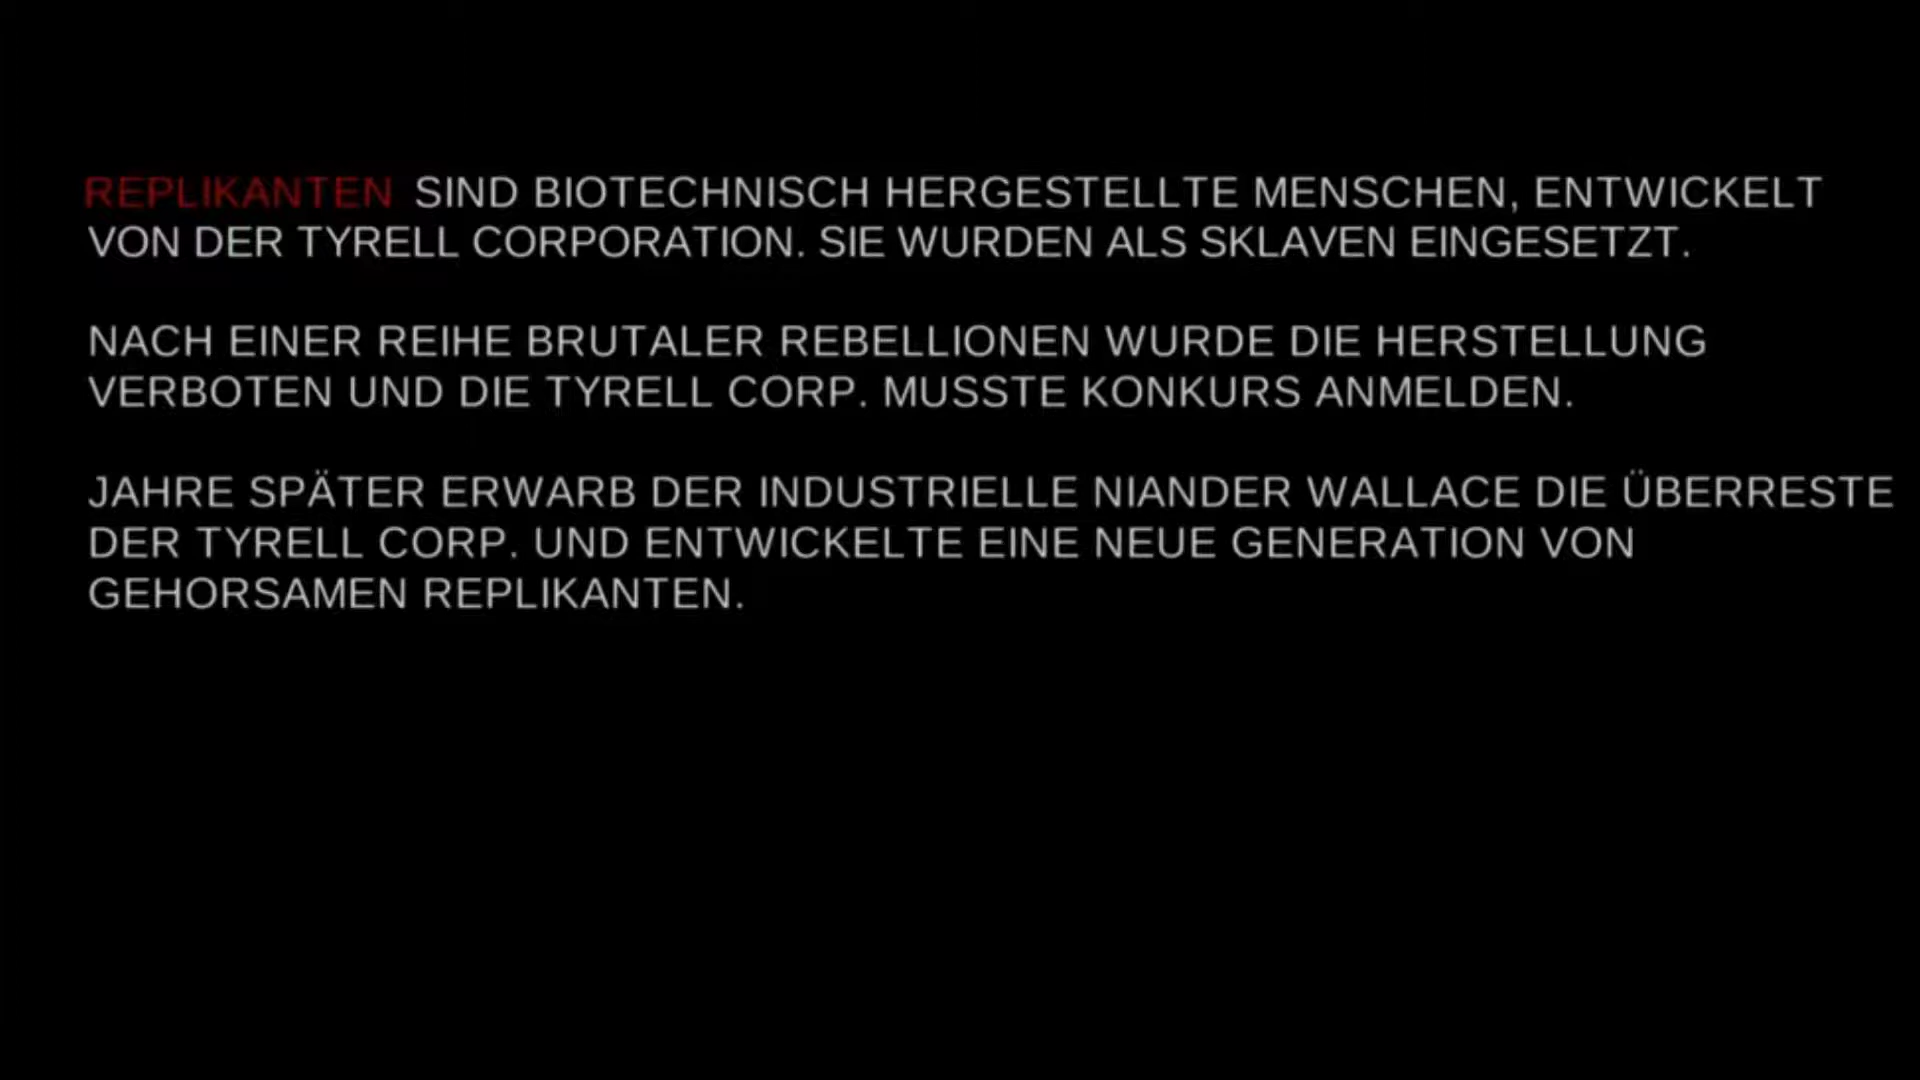 REPLIKANTEN SIND BIOTECHNISCH HERGESTELLTE MENSCHEN, ENTWICKELT
VON DER TYRELL CORPORATION. SIE WURDEN ALS SKLAVEN EINGESETZT.
NACH EINER REIHE BRUTALER REBELLIONEN WURDE DIE HERSTELLUNG
VERBOTEN UND DIE TYRELL CORP. MUSSTE KONKURS ANMELDEN.
JAHRE SPÄTER ERWARB DER INDUSTRIELLE NIANDER WALLACE DIE ÜBERRESTE
DER TYRELL CORP. UND ENTWICKELTE EINE NEUE GENERATION VON
GEHORSAMEN REPLIKANTEN.